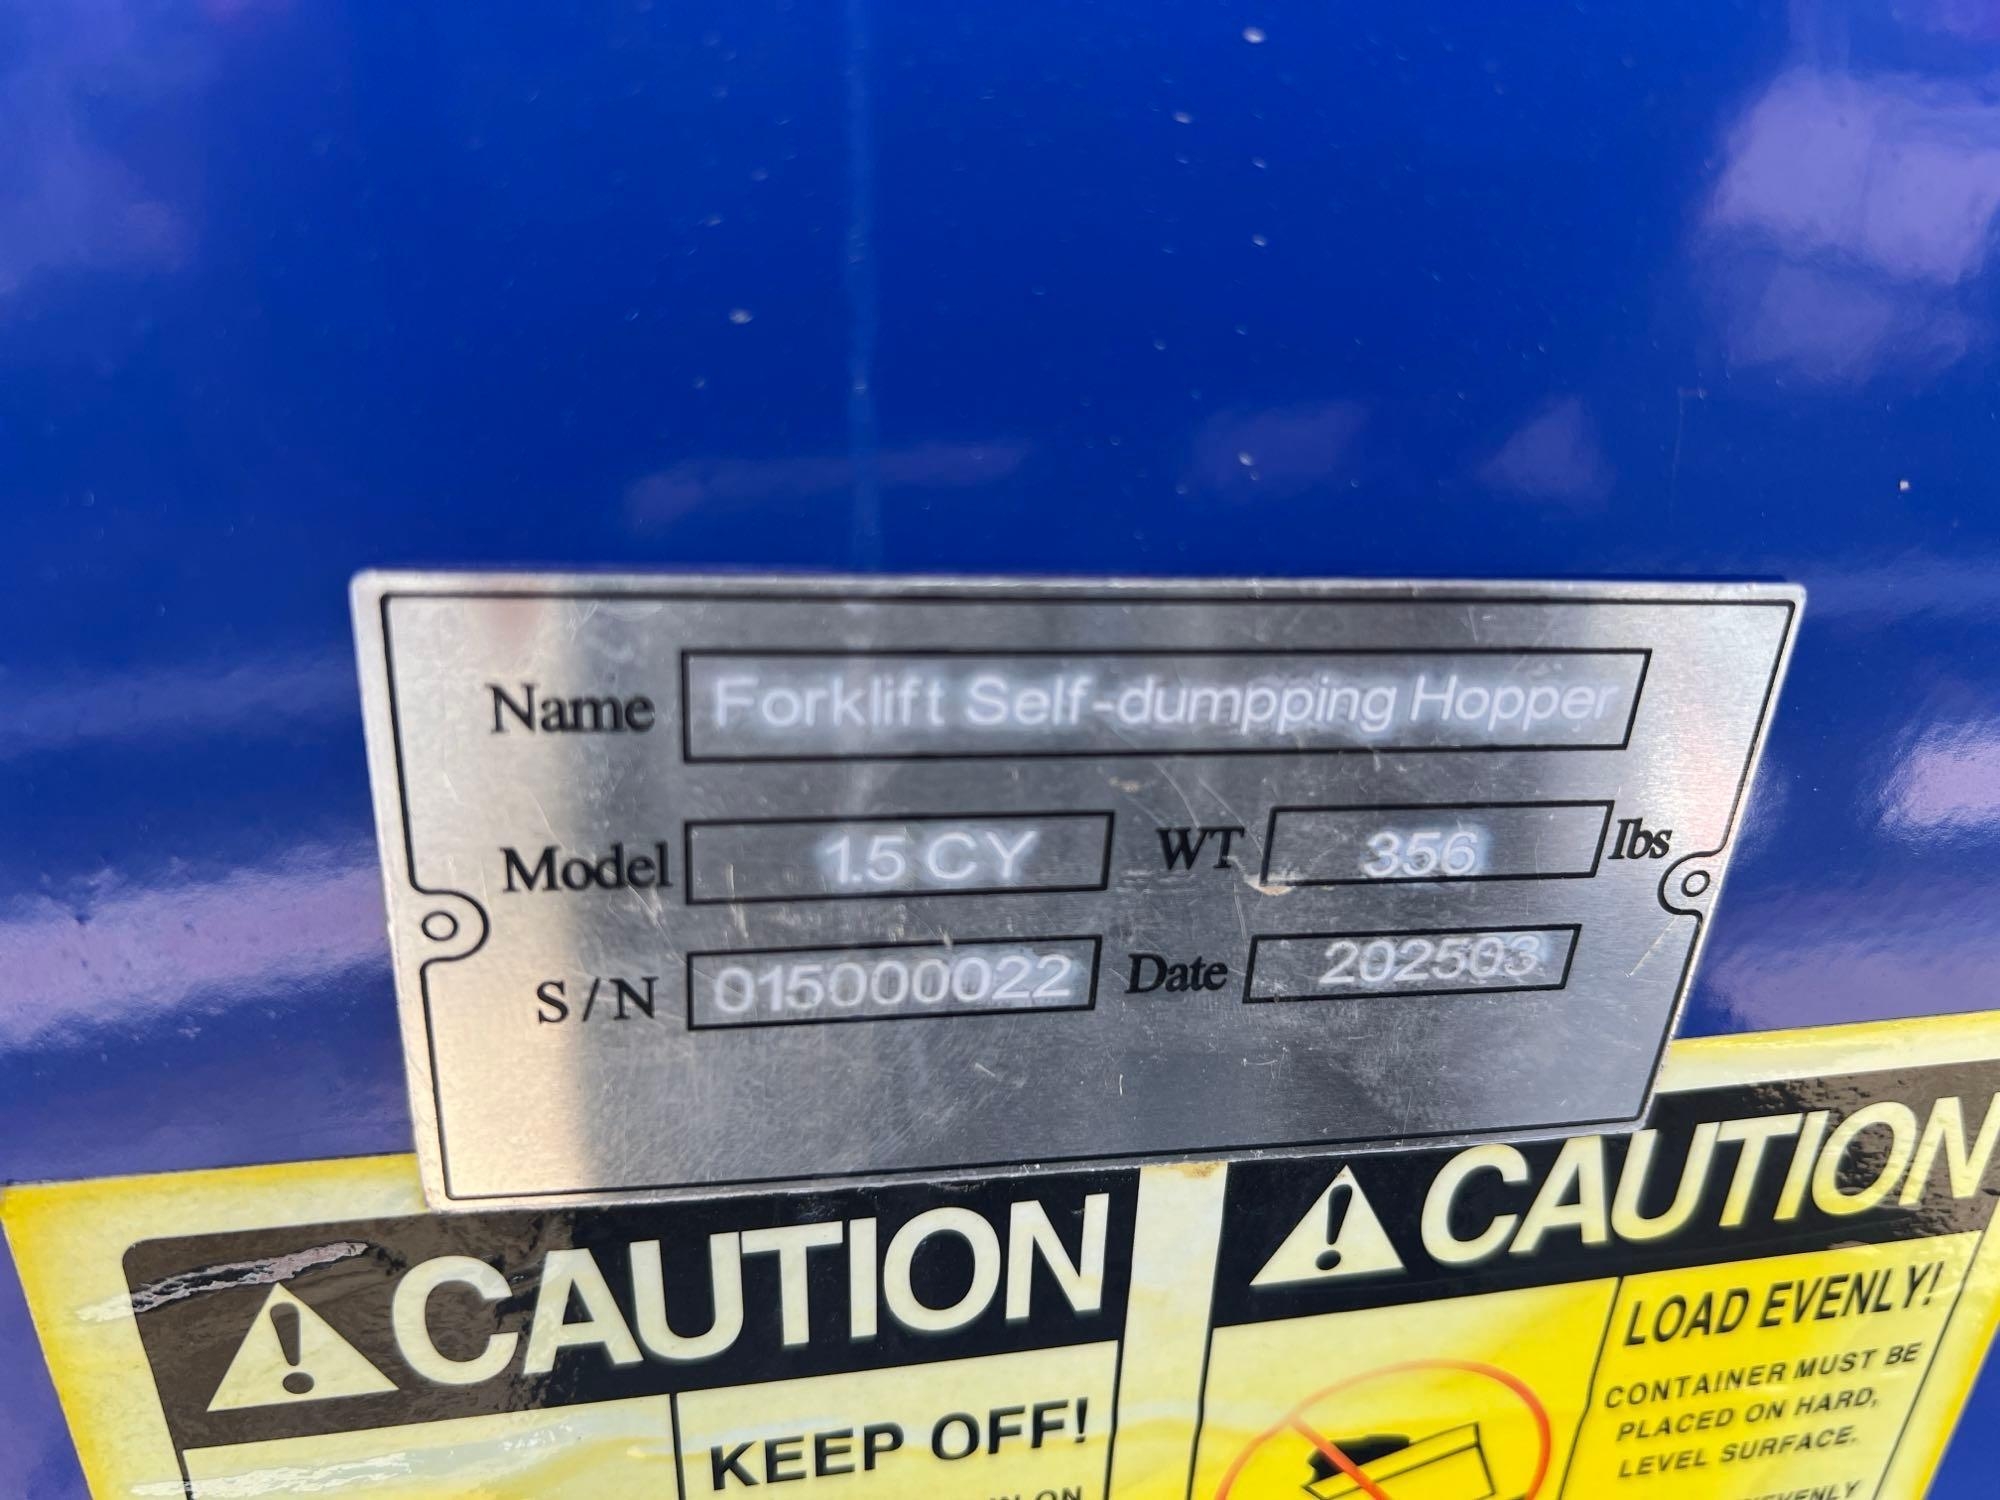 Name Forklift Self-dumpping Hopper
Model 1.5 CY WT 356 lbs
S/N 015000022 Date 202503
CAUTION
KEEP OFF!
ON
CAUTION
LOAD EVENLY!
CONTAINER MUST BE
PLACED ON HARD,
LEVEL SURFACE.